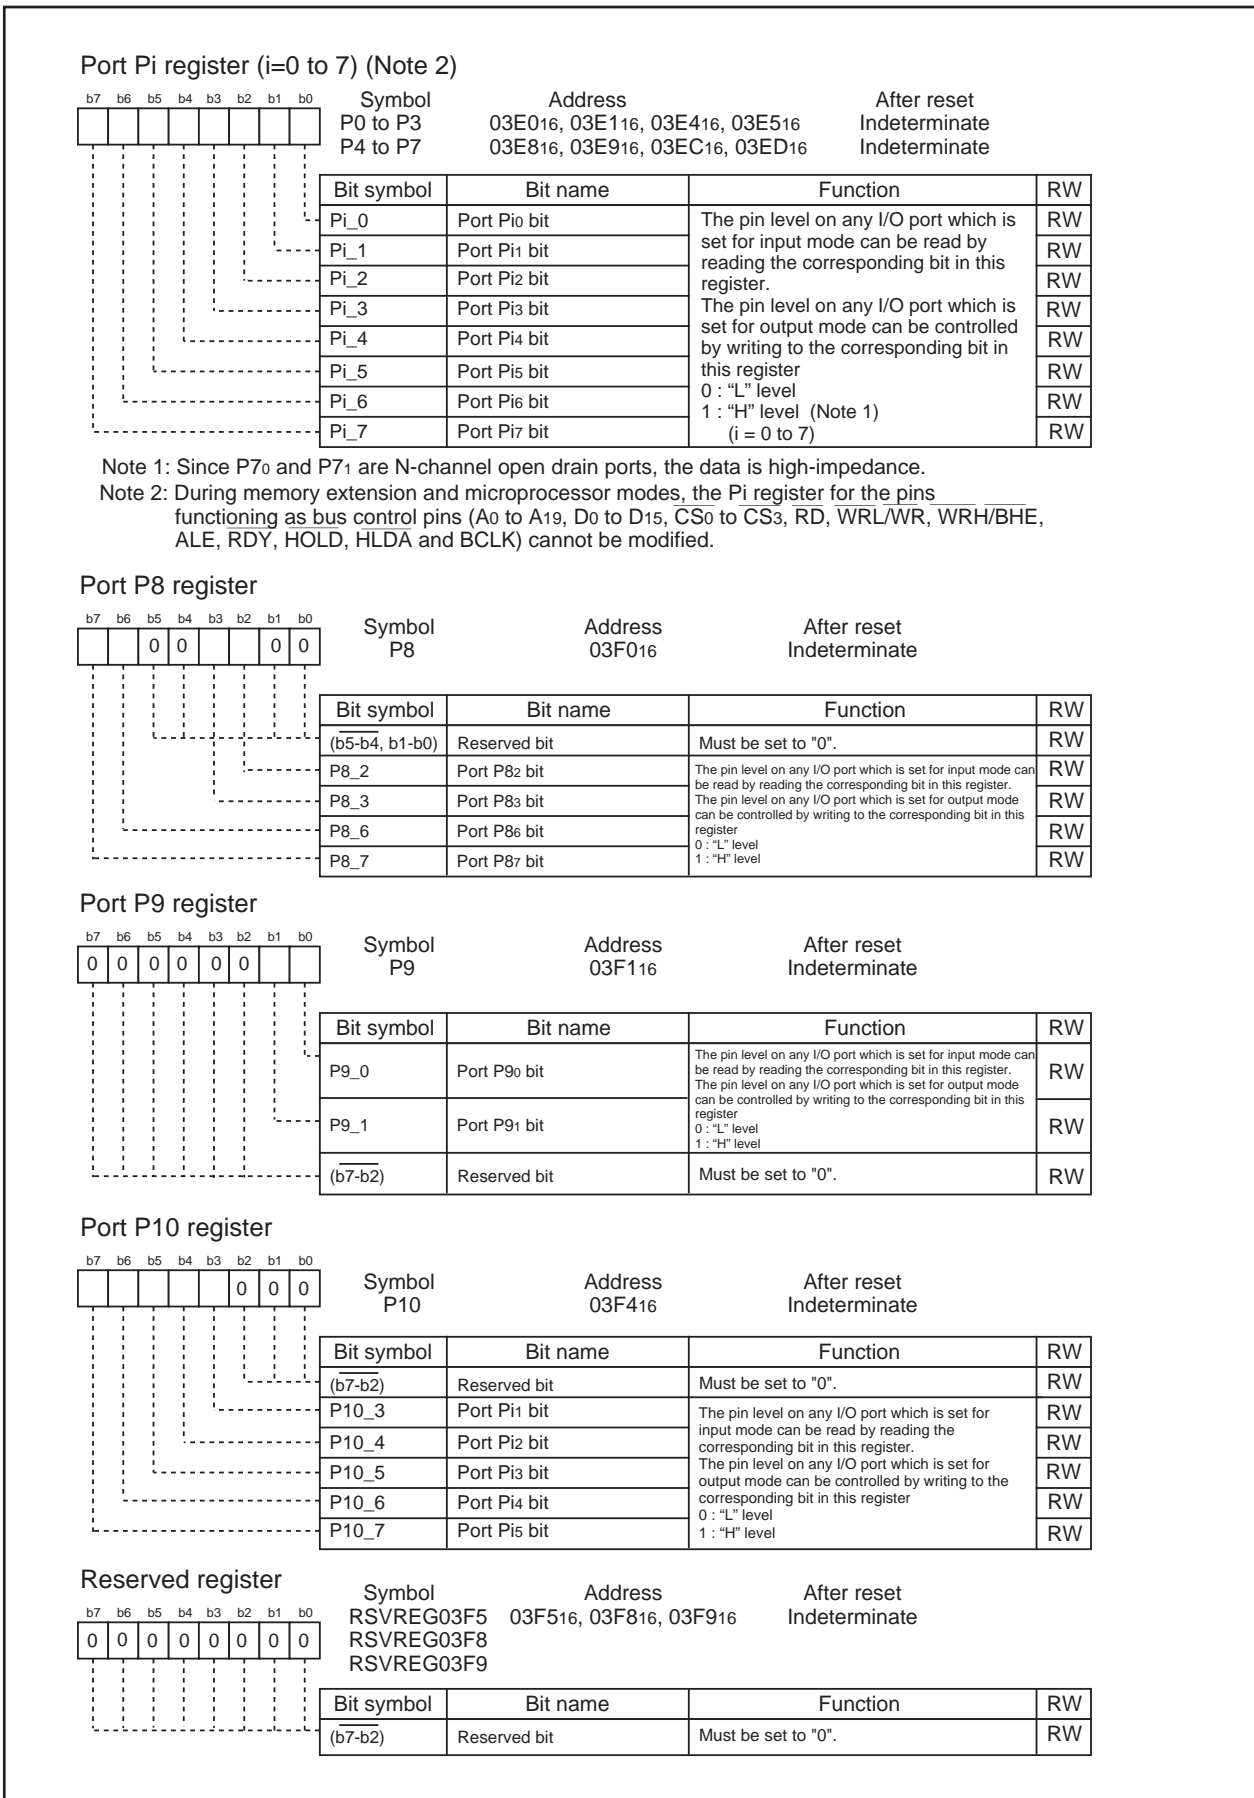 Port Pi register (i=0 to 7) (Note 2)
b7 b6 b5 b4 b3 b2 b1 b0
Symbol Address After reset
P0 to P3 03E016, 03E116, 03E416, 03E516 Indeterminate
P4 to P7 03E816, 03E916, 03EC16, 03ED16 Indeterminate
Bit symbol Bit name Function RW
Pi_0 Port Pi0 bit RW
Pi_1 Port Pi1 bit RW
Pi_2 Port Pi2 bit RW
Pi_3 Port Pi3 bit RW
Pi_4 Port Pi4 bit RW
Pi_5 Port Pi5 bit RW
Pi_6 Port Pi6 bit RW
Pi_7 Port Pi7 bit RW
The pin level on any I/O port which is
set for input mode can be read by
reading the corresponding bit in this
register.
The pin level on any I/O port which is
set for output mode can be controlled
by writing to the corresponding bit in
this register
0 : “L” level
1 : “H” level (Note 1)
(i = 0 to 7)
Note 1: Since P70 and P71 are N-channel open drain ports, the data is high-impedance.
Note 2: During memory extension and microprocessor modes, the Pi register for the pins
functioning as bus control pins (A0 to A19, D0 to D15, CS0 to CS3, RD, WRL/WR, WRH/BHE,
ALE, RDY, HOLD, HLDA and BCLK) cannot be modified.
Port P8 register
b7 b6 b5 b4 b3 b2 b1 b0
0 0 0 0
Symbol Address After reset
P8 03F016 Indeterminate
Bit symbol Bit name Function RW
(b5-b4, b1-b0) Reserved bit Must be set to "0". RW
P8_2 Port P82 bit RW
P8_3 Port P83 bit RW
P8_6 Port P86 bit RW
P8_7 Port P87 bit RW
The pin level on any I/O port which is set for input mode can
be read by reading the corresponding bit in this register.
The pin level on any I/O port which is set for output mode
can be controlled by writing to the corresponding bit in this
register
0 : “L” level
1 : “H” level
Port P9 register
b7 b6 b5 b4 b3 b2 b1 b0
0 0 0 0 0 0
Symbol Address After reset
P9 03F116 Indeterminate
Bit symbol Bit name Function RW
P9_0 Port P90 bit RW
P9_1 Port P91 bit RW
The pin level on any I/O port which is set for input mode can
be read by reading the corresponding bit in this register.
The pin level on any I/O port which is set for output mode
can be controlled by writing to the corresponding bit in this
register
0 : “L” level
1 : “H” level
(b7-b2) Reserved bit Must be set to "0". RW
Port P10 register
b7 b6 b5 b4 b3 b2 b1 b0
0 0 0
Symbol Address After reset
P10 03F416 Indeterminate
Bit symbol Bit name Function RW
(b7-b2) Reserved bit Must be set to "0". RW
P10_3 Port Pi1 bit RW
P10_4 Port Pi2 bit RW
P10_5 Port Pi3 bit RW
P10_6 Port Pi4 bit RW
P10_7 Port Pi5 bit RW
The pin level on any I/O port which is set for
input mode can be read by reading the
corresponding bit in this register.
The pin level on any I/O port which is set for
output mode can be controlled by writing to the
corresponding bit in this register
0 : “L” level
1 : “H” level
Reserved register
b7 b6 b5 b4 b3 b2 b1 b0
0 0 0 0 0 0 0 0
Symbol Address After reset
RSVREG03F5 03F516, 03F816, 03F916 Indeterminate
RSVREG03F8
RSVREG03F9
Bit symbol Bit name Function RW
(b7-b2) Reserved bit Must be set to "0". RW